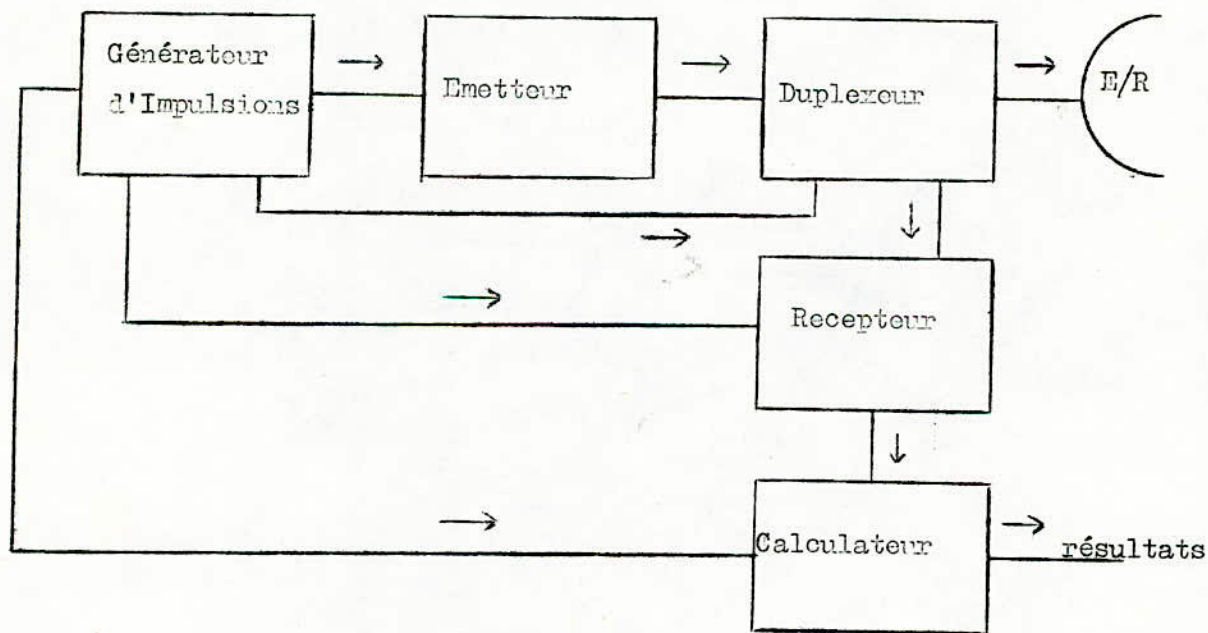 Générateur
d'Impulsions
Emetteur
Duplexeur
E/R
Recepteur
Calculateur
résultats